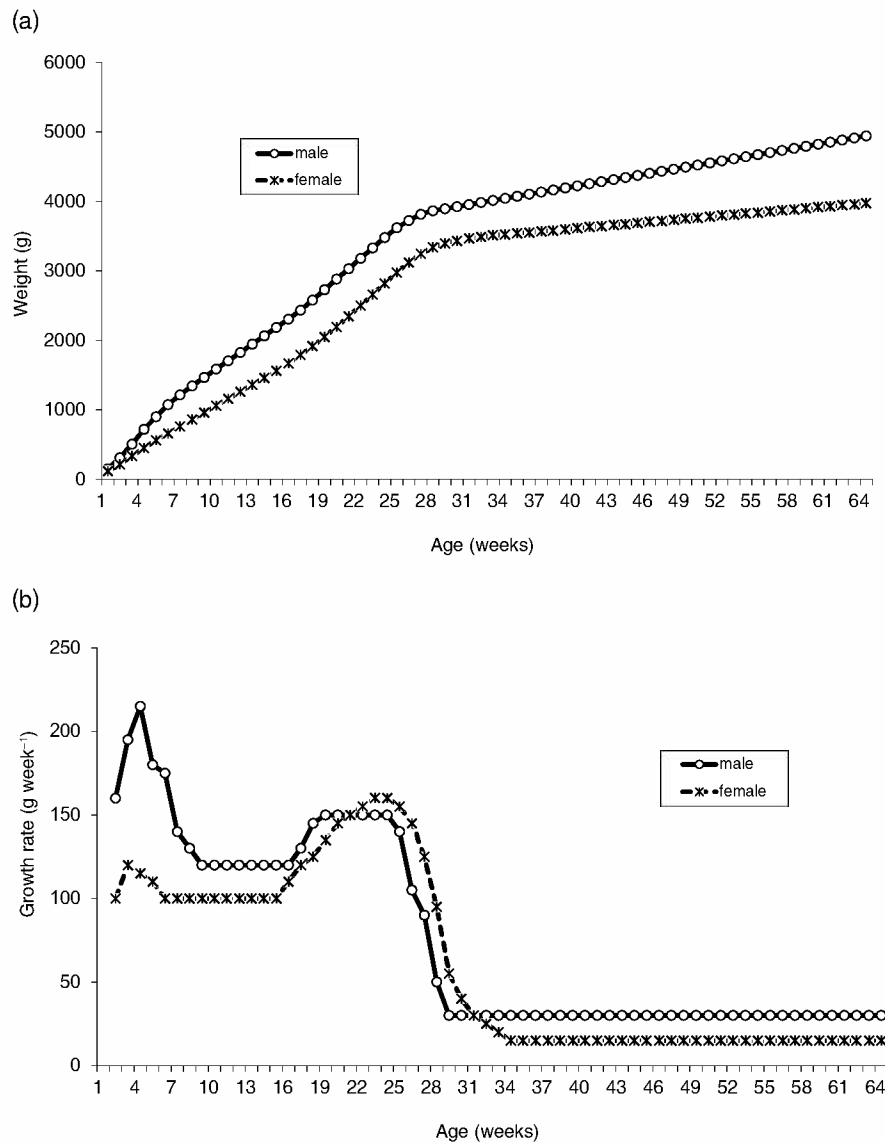 (a)
6000
5000
4000
3000
2000
1000
0
Weight (g)
male
female
1 4 7 10 13 16 19 22 25 28 31 34 37 40 43 46 49 52 55 58 61 64
Age (weeks)
(b)
250
200
150
100
50
0
Growth rate (g week⁻¹)
male
female
1 4 7 10 13 16 19 22 25 28 31 34 37 40 43 46 49 52 55 58 61 64
Age (weeks)